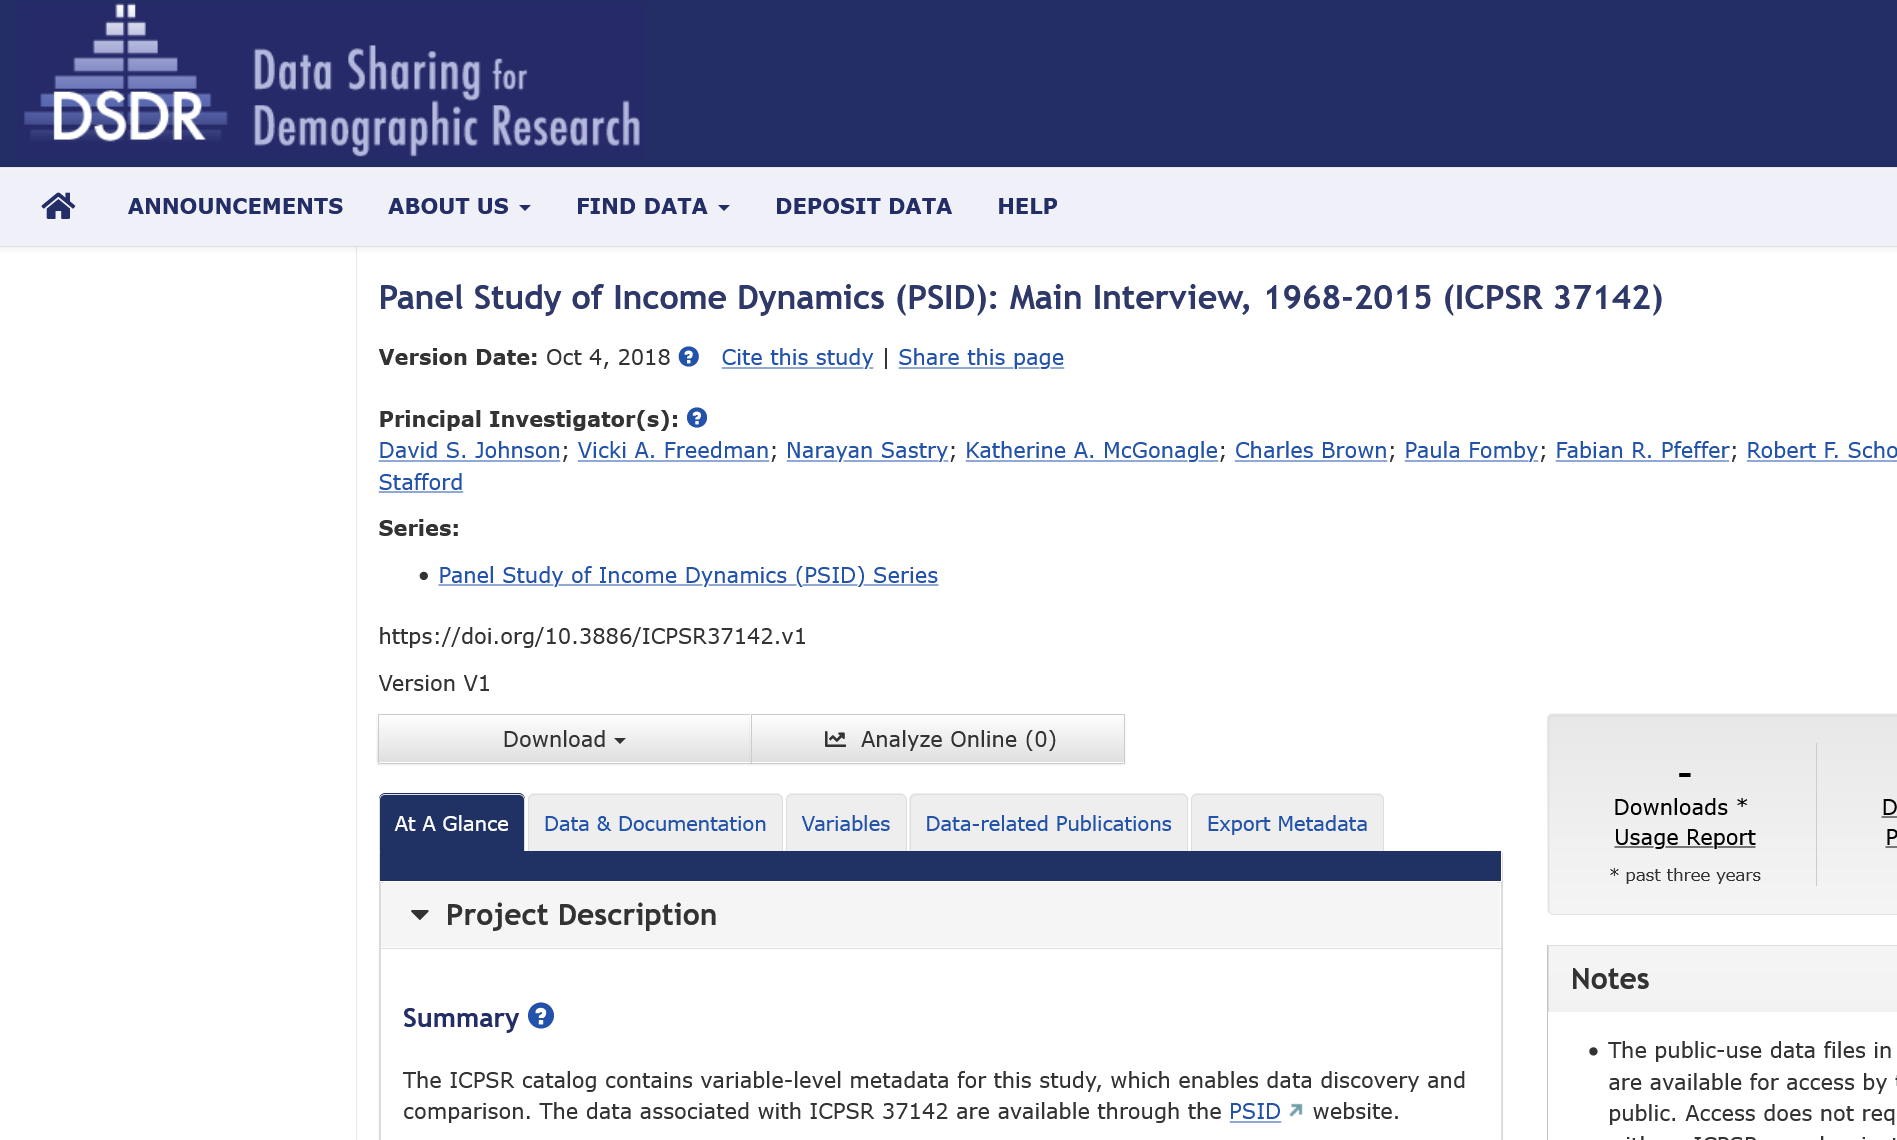 DSDR
Data Sharing for
Demographic Research
ANNOUNCEMENTS ABOUT US FIND DATA DEPOSIT DATA HELP
Panel Study of Income Dynamics (PSID): Main Interview, 1968-2015 (ICPSR 37142)
Version Date: Oct 4, 2018 Cite this study | Share this page
Principal Investigator(s):
David S. Johnson; Vicki A. Freedman; Narayan Sastry; Katherine A. McGonagle; Charles Brown; Paula Fomby; Fabian R. Pfeffer; Robert F.
Stafford
Series:
• Panel Study of Income Dynamics (PSID) Series
https://doi.org/10.3886/ICPSR37142.v1
Version V1
Download Analyze Online (0)
At A Glance Data & Documentation Variables Data-related Publications Export Metadata
Project Description
Summary
The ICPSR catalog contains variable-level metadata for this study, which enables data discovery and
comparison. The data associated with ICPSR 37142 are available through the PSID website.
-
Downloads *
Usage Report
* past three years
Notes
• The public-use data files in
are available for access by
public. Access does not